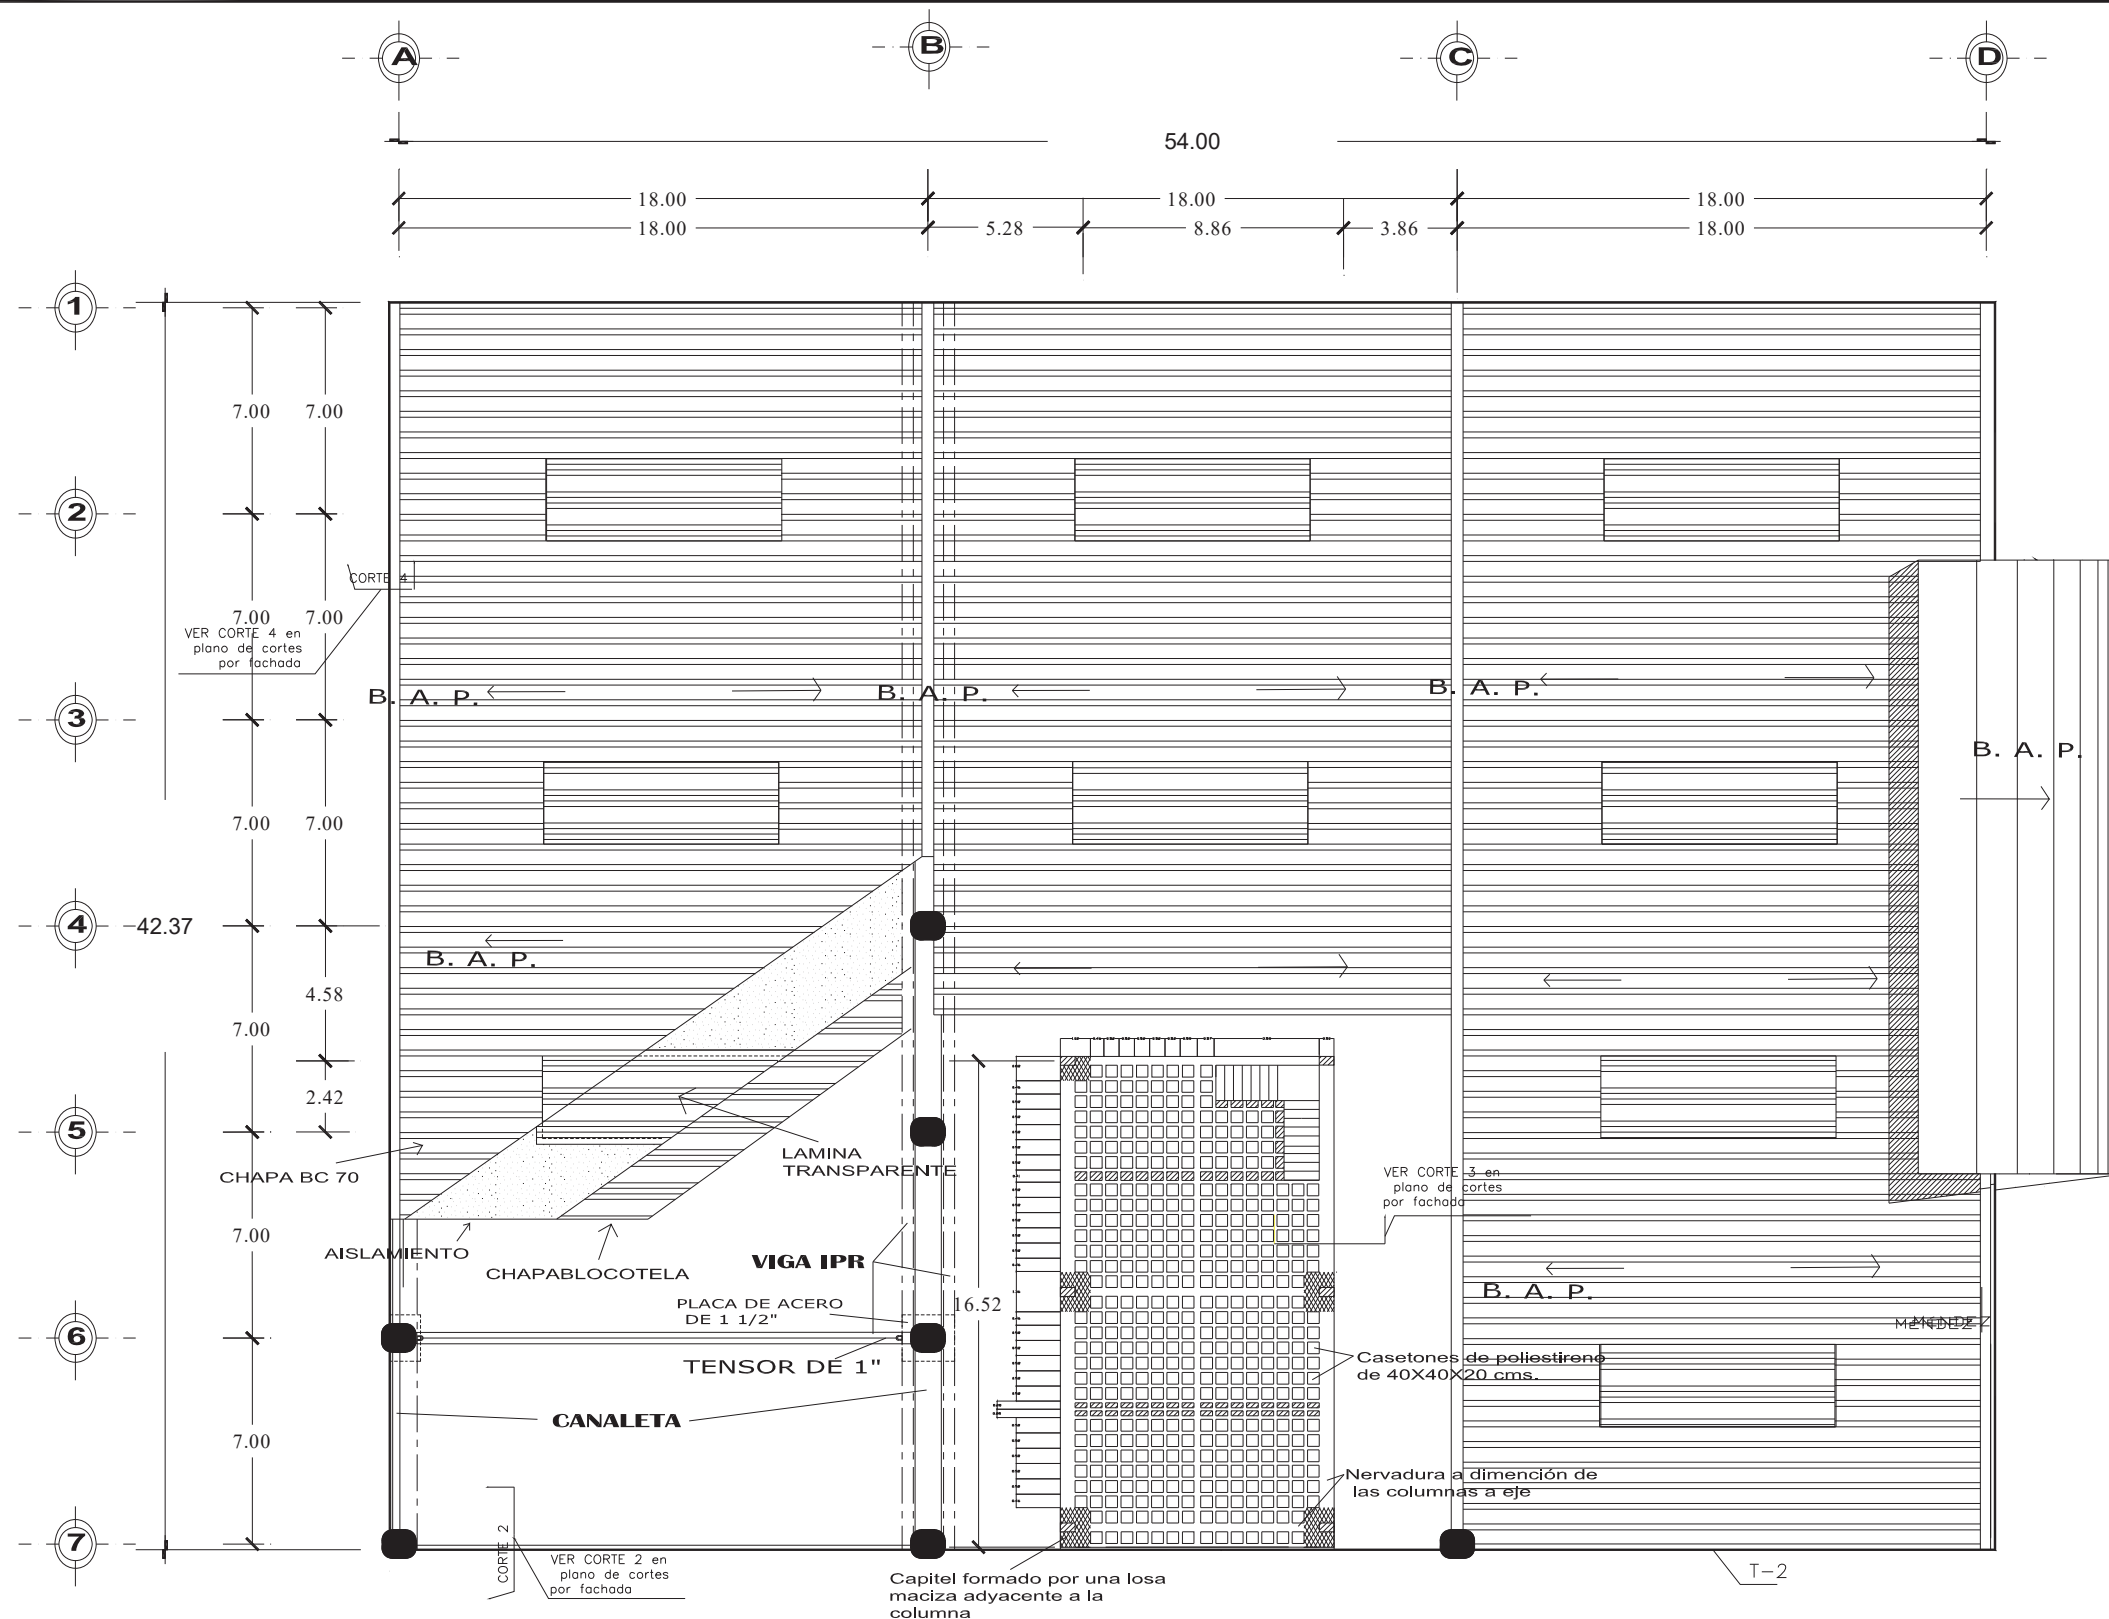 A
B
C
D
54.00
18.00
18.00
18.00
18.00
5.28
8.86
3.86
18.00
1
7.00
7.00
2
CORTE 4
7.00
7.00
VER CORTE 4 en
plano de cortes
por fachada
B. A. P.
B. A. P.
B. A. P.
3
B. A. P.
7.00
7.00
4
42.37
B. A. P.
4.58
7.00
2.42
5
LAMINA
TRANSPARENTE
CHAPA BC 70
VER CORTE 3 en
plano de cortes
por fachada
7.00
AISLAMIENTO
CHAPABLOCOTELA
VIGA IPR
B. A. P.
PLACA DE ACERO
DE 1 1/2"
16.52
6
TENSOR DE 1"
Casetones de poliestireno
de 40X40X20 cms.
CANALETA
7.00
Nervadura a dimención de
las columnas a eje
CORTE 2
7
VER CORTE 2 en
plano de cortes
por fachada
T-2
Capitel formado por una losa
maciza adyacente a la
columna